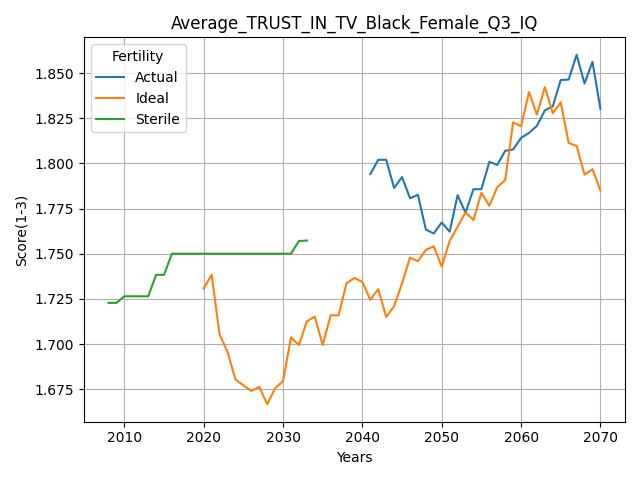 Average_TRUST_IN_TV_Black_Female_Q3_IQ
Fertility
Actual
Ideal
Sterile
Score(1-3)
1.850
1.825
1.800
1.775
1.750
1.725
1.700
1.675
2010 2020 2030 2040 2050 2060 2070
Years